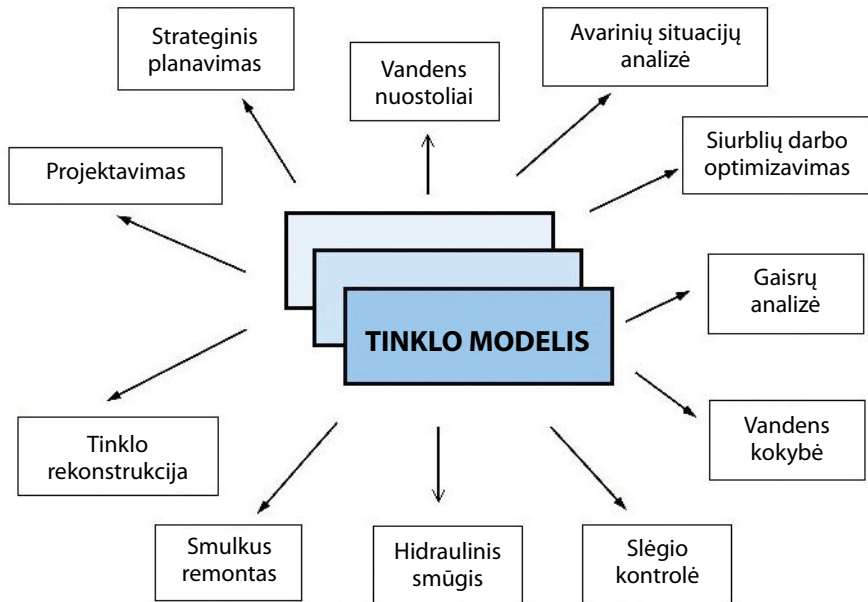 Strateginis
planavimas
Vandens
nuostoliai
Avarinių situacijų
analizė
Projektavimas
Siurblių darbo
optimizavimas
Gaisrų
analizė
TINKLO MODELIS
Tinklo
rekonstrukcija
Vandens
kokybė
Smulkus
remontas
Hidraulinis
smūgis
Slėgio
kontrolė